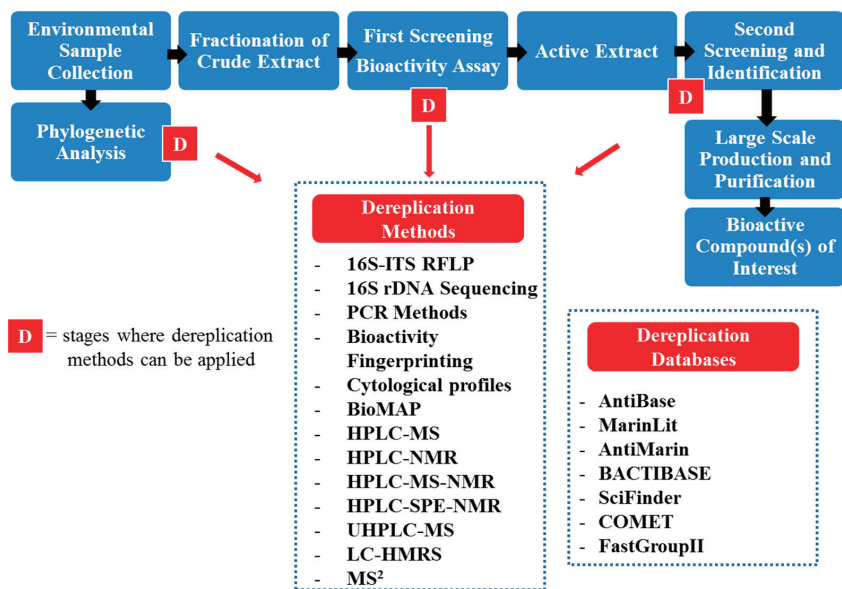 Environmental
Sample
Collection
Fractionation of
Crude Extract
First Screening
Bioactivity Assay
Active Extract
Second
Screening and
Identification
D
D
Phylogenetic
Analysis
D
Large Scale
Production and
Purification
Bioactive
Compound(s) of
Interest
Dereplication
Methods
- 16S-ITS RFLP
- 16S rDNA Sequencing
- PCR Methods
- Bioactivity
Fingerprinting
- Cytological profiles
- BioMAP
- HPLC-MS
- HPLC-NMR
- HPLC-MS-NMR
- HPLC-SPE-NMR
- UHPLC-MS
- LC-HMRS
- MS²
D = stages where dereplication
methods can be applied
Dereplication
Databases
- AntiBase
- MarinLit
- AntiMarin
- BACTIBASE
- SciFinder
- COMET
- FastGroupII